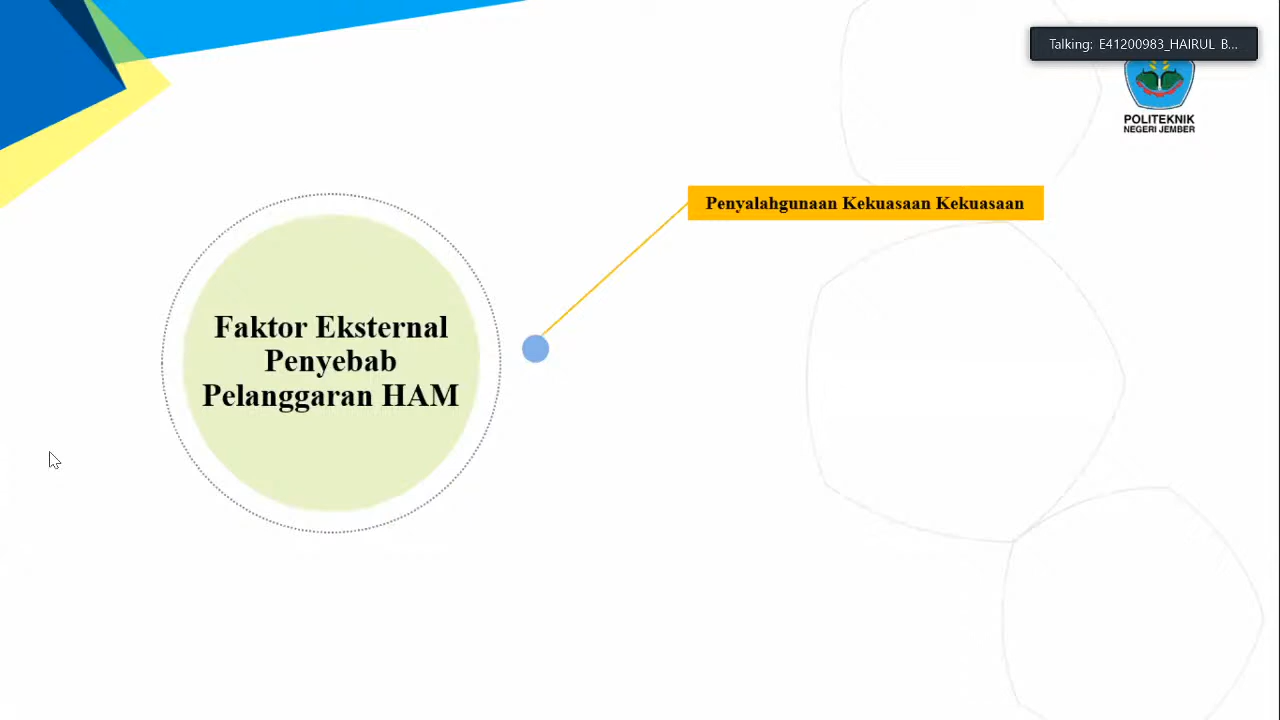 Talking: E41200983_HAIRUL B...
POLITEKNIK
NEGERI JEMBER
Penyalahgunaan Kekuasaan Kekuasaan
Faktor Eksternal
Penyebab
Pelanggaran HAM